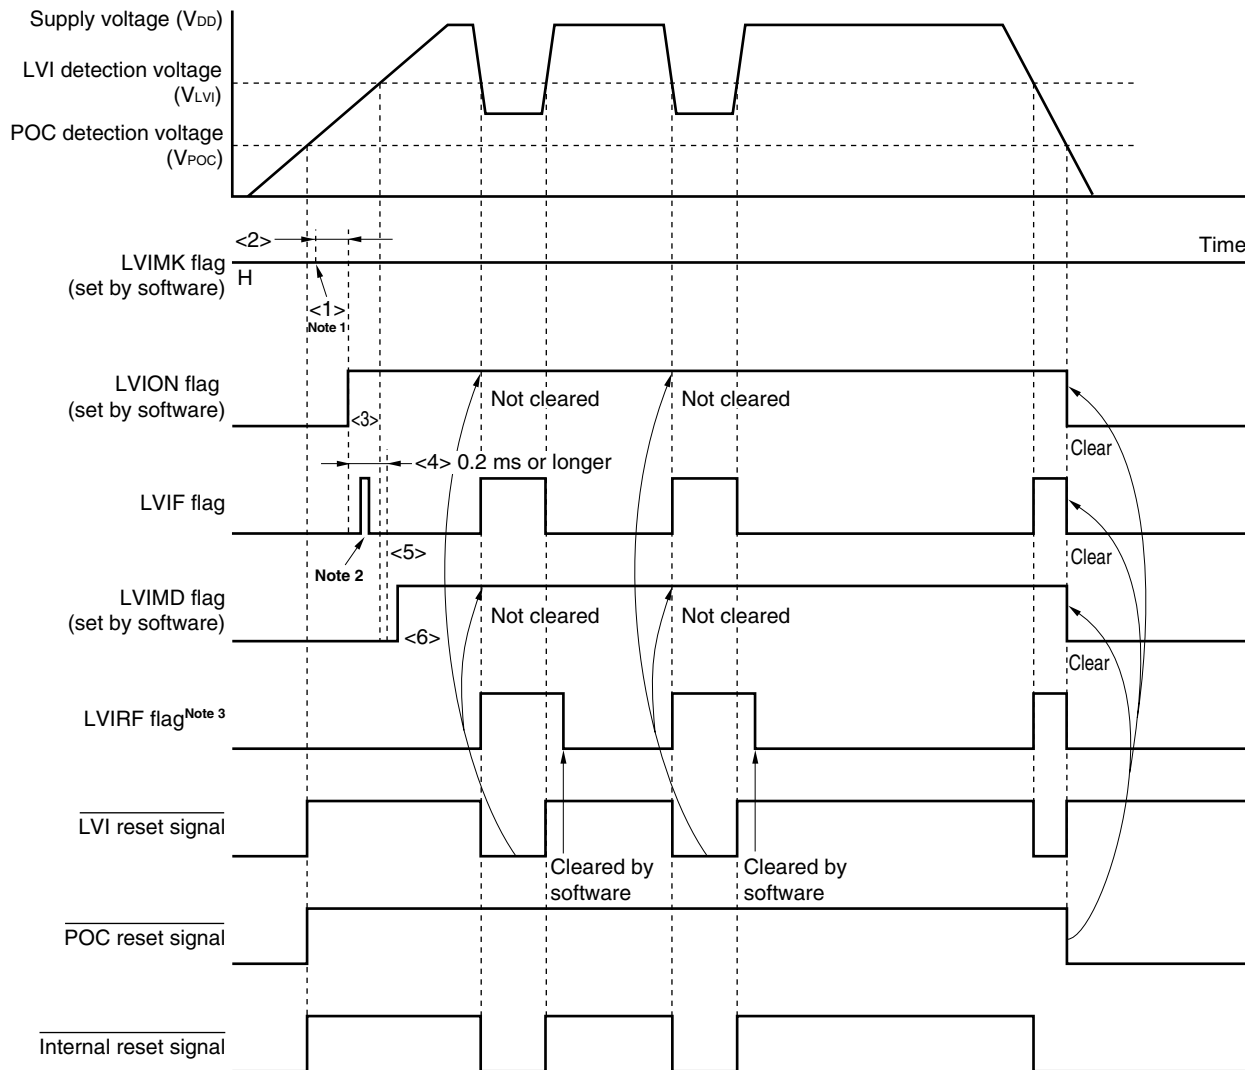 Supply voltage (VDD)
LVI detection voltage
(VLVI)
POC detection voltage
(VPOC)
<2>
Time
LVIMK flag
(set by software)
H
<1>
Note 1
LVION flag
(set by software)
Not cleared
Not cleared
<3>
Clear
<4> 0.2 ms or longer
LVIF flag
Note 2
<5>
Clear
LVIMD flag
(set by software)
Not cleared
Not cleared
<6>
Clear
LVIRF flagNote 3
LVI reset signal
Cleared by
software
Cleared by
software
POC reset signal
Internal reset signal